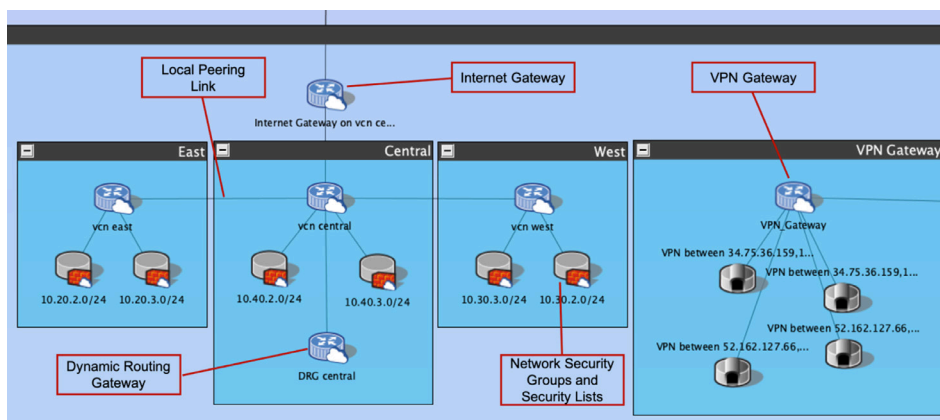 Local Peering
Link
Internet Gateway
VPN Gateway
Internet Gateway on vcn ce...
East
Central
West
VPN Gateway
vcn east
vcn central
vcn west
VPN_Gateway
VPN between 34.75.36.159,1...
VPN between 34.75.36.159,1...
10.20.2.0/24
10.20.3.0/24
10.40.2.0/24
10.40.3.0/24
10.30.3.0/24
10.30.2.0/24
VPN between 52.162.127.66,...
VPN between 52.162.127.66,...
Dynamic Routing
Gateway
DRG central
Network Security
Groups and
Security Lists